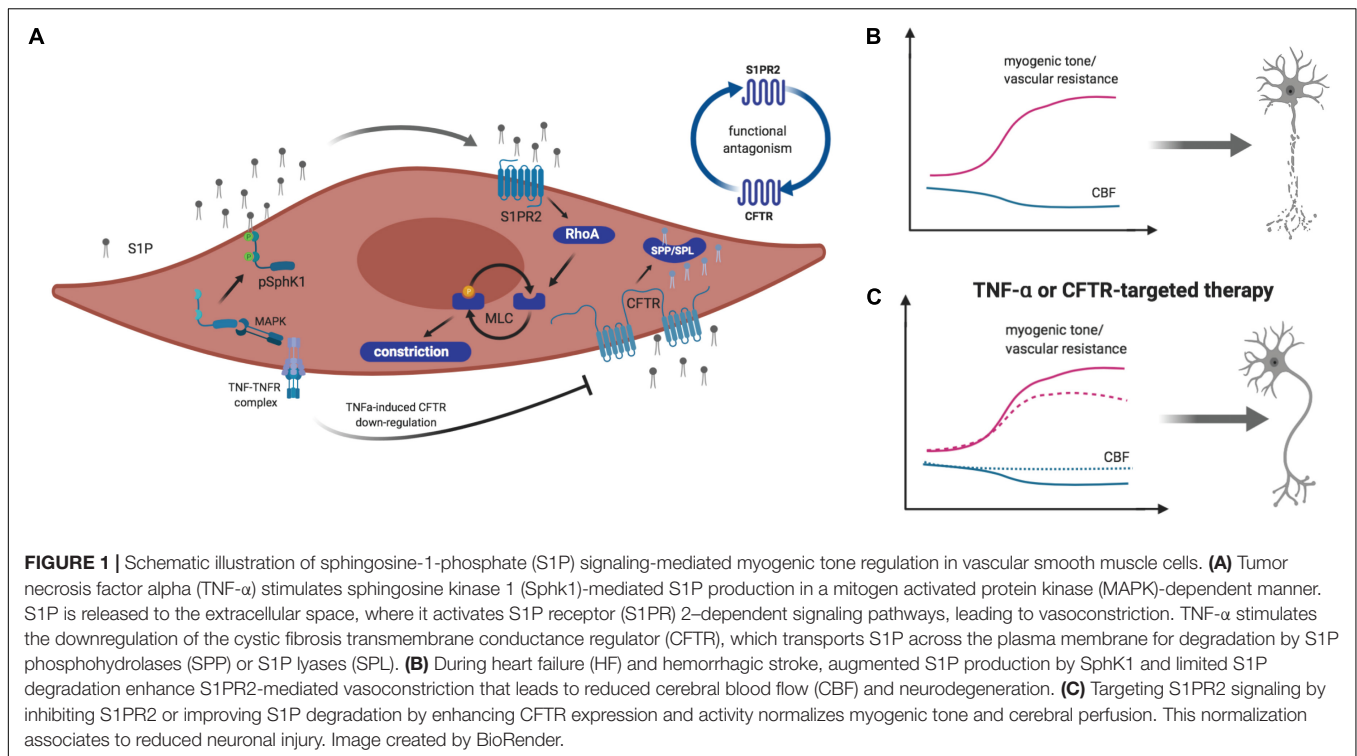 A
S1P
pSphK1
MAPK
TNF-TNFR
complex
TNFa-induced CFTR
down-regulation
S1PR2
RhoA
P
P
P
MLC
constriction
SPP/SPL
CFTR
S1PR2
functional
antagonism
CFTR
B
myogenic tone/
vascular resistance
CBF
C
TNF-α or CFTR-targeted therapy
myogenic tone/
vascular resistance
CBF
FIGURE 1 | Schematic illustration of sphingosine-1-phosphate (S1P) signaling-mediated myogenic tone regulation in vascular smooth muscle cells. (A) Tumor
necrosis factor alpha (TNF-α) stimulates sphingosine kinase 1 (Sphk1)-mediated S1P production in a mitogen activated protein kinase (MAPK)-dependent manner.
S1P is released to the extracellular space, where it activates S1P receptor (S1PR) 2–dependent signaling pathways, leading to vasoconstriction. TNF-α stimulates
the downregulation of the cystic fibrosis transmembrane conductance regulator (CFTR), which transports S1P across the plasma membrane for degradation by S1P
phosphohydrolases (SPP) or S1P lyases (SPL). (B) During heart failure (HF) and hemorrhagic stroke, augmented S1P production by SphK1 and limited S1P
degradation enhance S1PR2-mediated vasoconstriction that leads to reduced cerebral blood flow (CBF) and neurodegeneration. (C) Targeting S1PR2 signaling by
inhibiting S1PR2 or improving S1P degradation by enhancing CFTR expression and activity normalizes myogenic tone and cerebral perfusion. This normalization
associates to reduced neuronal injury. Image created by BioRender.